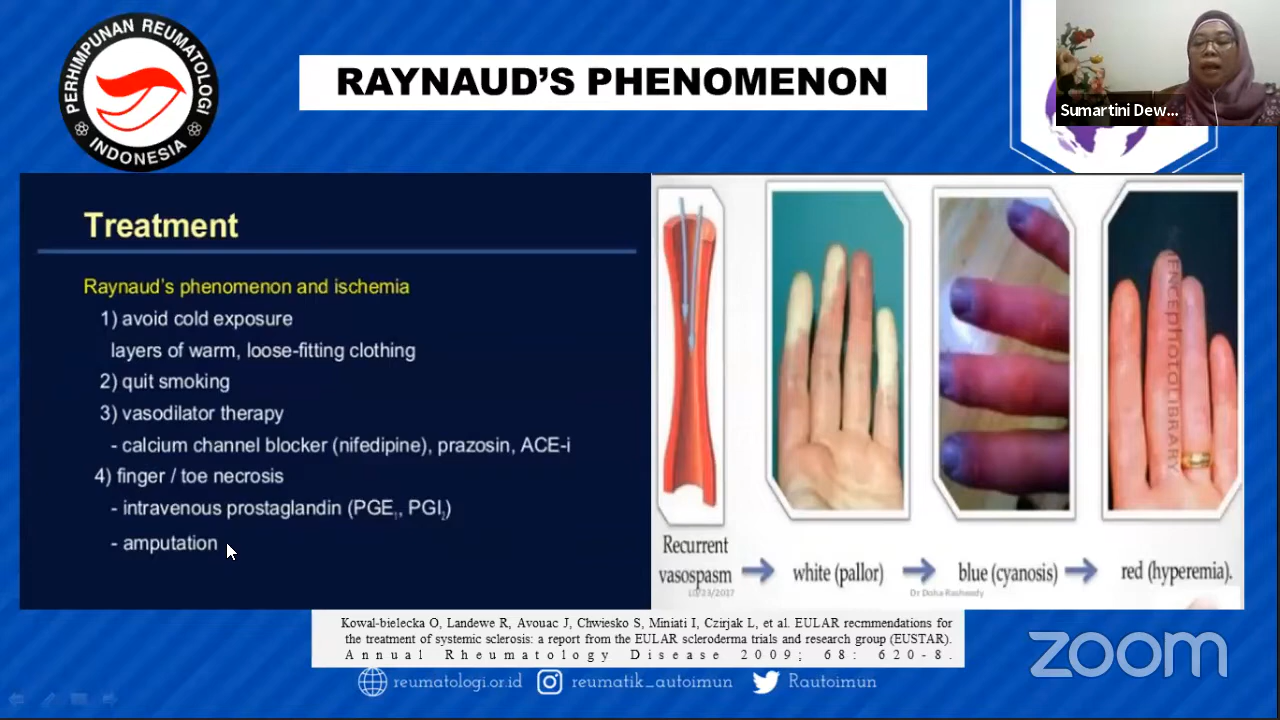 PERHIMPUNAN REUMATOLOGI
INDONESIA
RAYNAUD'S PHENOMENON
Sumartini Dew...
Treatment
Raynaud's phenomenon and ischemia
1) avoid cold exposure
layers of warm, loose-fitting clothing
2) quit smoking
3) vasodilator therapy
- calcium channel blocker (nifedipine), prazosin, ACE-i
4) finger / toe necrosis
- intravenous prostaglandin (PGE₁, PGI₂)
- amputation
ENCEphotoLIBRARY
Recurrent
vasospasm
white (pallor)
blue (cyanosis)
red (hyperemia).
10/23/2017
Dr Doha Rasheedy
Kowal-bielecka O, Landewe R, Avouac J, Chwiesko S, Miniati I, Czirjak L, et al. EULAR recmmendations for
the treatment of systemic sclerosis: a report from the EULAR scleroderma trials and research group (EUSTAR).
Annual Rheumatology Disease 2009; 68: 620-8.
reumatologi.or.id
reumatik_autoimun
Rautoimun
zoom